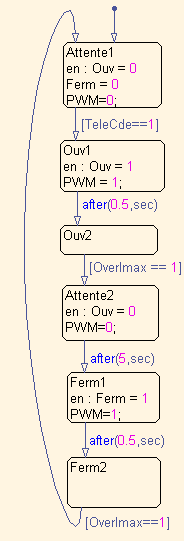 Attente1
en : Ouv = 0
Ferm = 0
PWM=0;
[TeleCde==1]
Ouv1
en : Ouv = 1
PWM = 1;
after(0.5,sec)
Ouv2
[OverImax == 1]
Attente2
en : Ouv = 0
PWM=0;
after(5,sec)
Ferm1
en : Ferm = 1
PWM=1;
after(0.5,sec)
Ferm2
[OverImax==1]